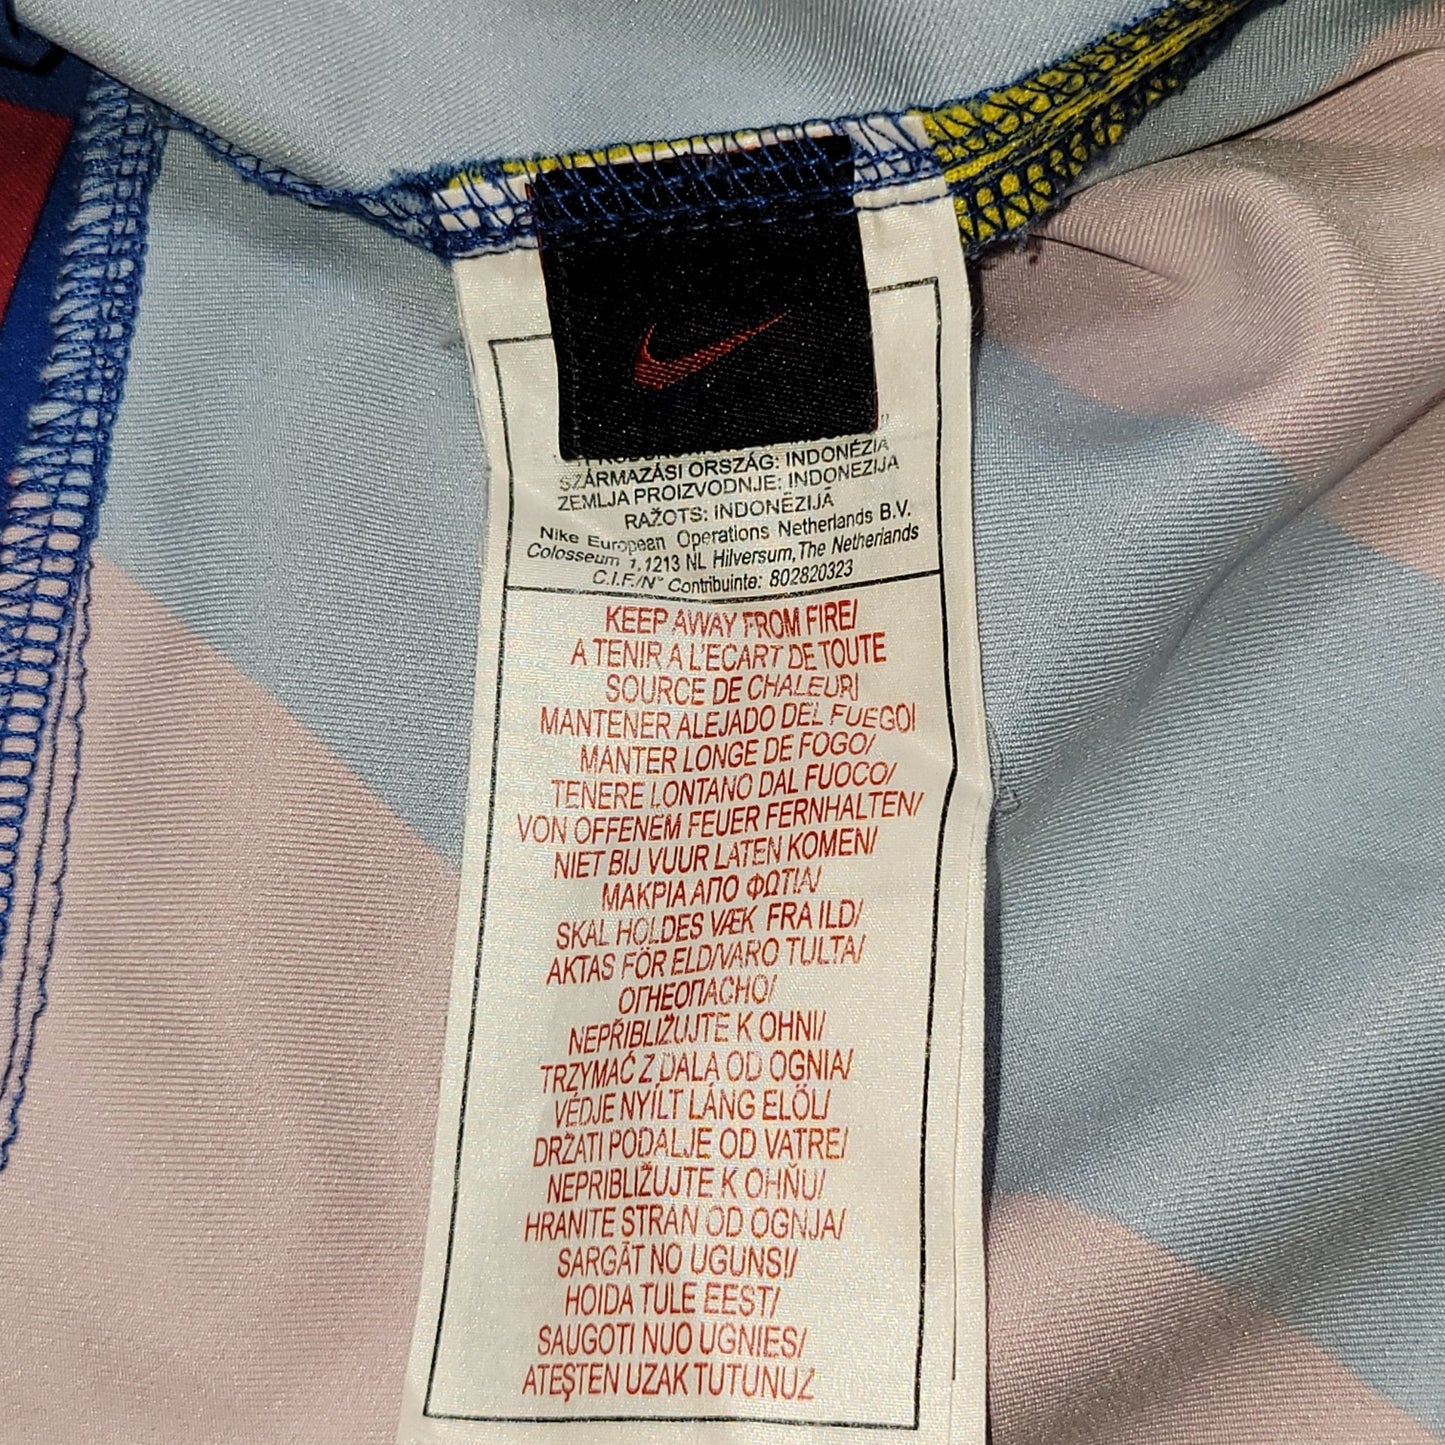 SZÁRMAZÁSI ORSZÁG: INDONÉZIA
ZEMLJA PROIZVODNJE: INDONEZIJA
RAŽOTS: INDONĒZIJĀ
Nike European Operations Netherlands B.V.
Colosseum 1,1213 NL Hilversum,The Netherlands
C.I.F./N° Contribuinte: 802820323
KEEP AWAY FROM FIRE/
A TENIR A L'ECART DE TOUTE
SOURCE DE CHALEUR/
MANTENER ALEJADO DEL FUEGO/
MANTER LONGE DE FOGO/
TENERE LONTANO DAL FUOCO/
VON OFFENEM FEUER FERNHALTEN/
NIET BIJ VUUR LATEN KOMEN/
ΜΑΚΡΙΑ ΑΠΟ ΦΩΤΙΑ/
SKAL HOLDES VÆK FRA ILD/
AKTAS FÖR ELD/VARO TULTA/
ОГНЕОПАСНО/
NEPŘIBLIŽUJTE K OHNI/
TRZYMAĆ Z DALA OD OGNIA/
VÉDJE NYÍLT LÁNG ELŐL/
DRŽATI PODALJE OD VATRE/
NEPRIBLIŽUJTE K OHŇU/
HRANITE STRAN OD OGNJA/
SARGĀT NO UGUNS!/
HOIDA TULE EEST/
SAUGOTI NUO UGNIES/
ATEŞTEN UZAK TUTUNUZ